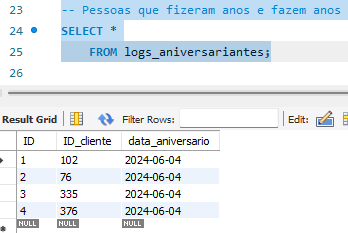 23 -- Pessoas que fizeram anos e fazem anos
24 SELECT *
25 FROM logs_aniversariantes;
26
Result Grid Filter Rows: Edit:
ID ID_cliente data_aniversario
1 102 2024-06-04
2 76 2024-06-04
3 335 2024-06-04
4 376 2024-06-04
NULL NULL NULL